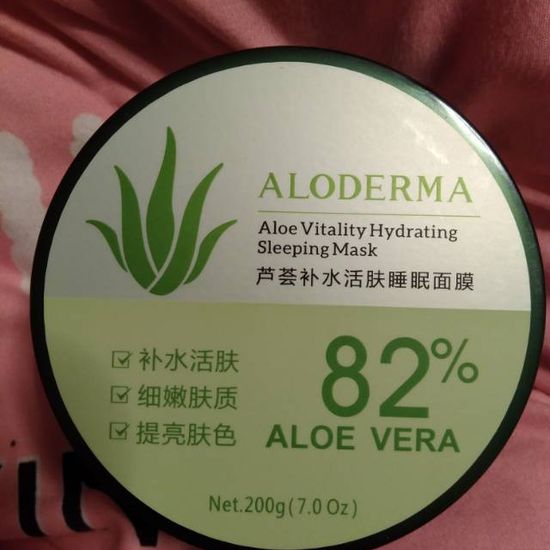 ALODERMA
Aloe Vitality Hydrating
Sleeping Mask
芦荟补水活肤睡眠面膜
补水活肤
细嫩肤质
提亮肤色
82%
ALOE VERA
Net.200g(7.0 Oz)